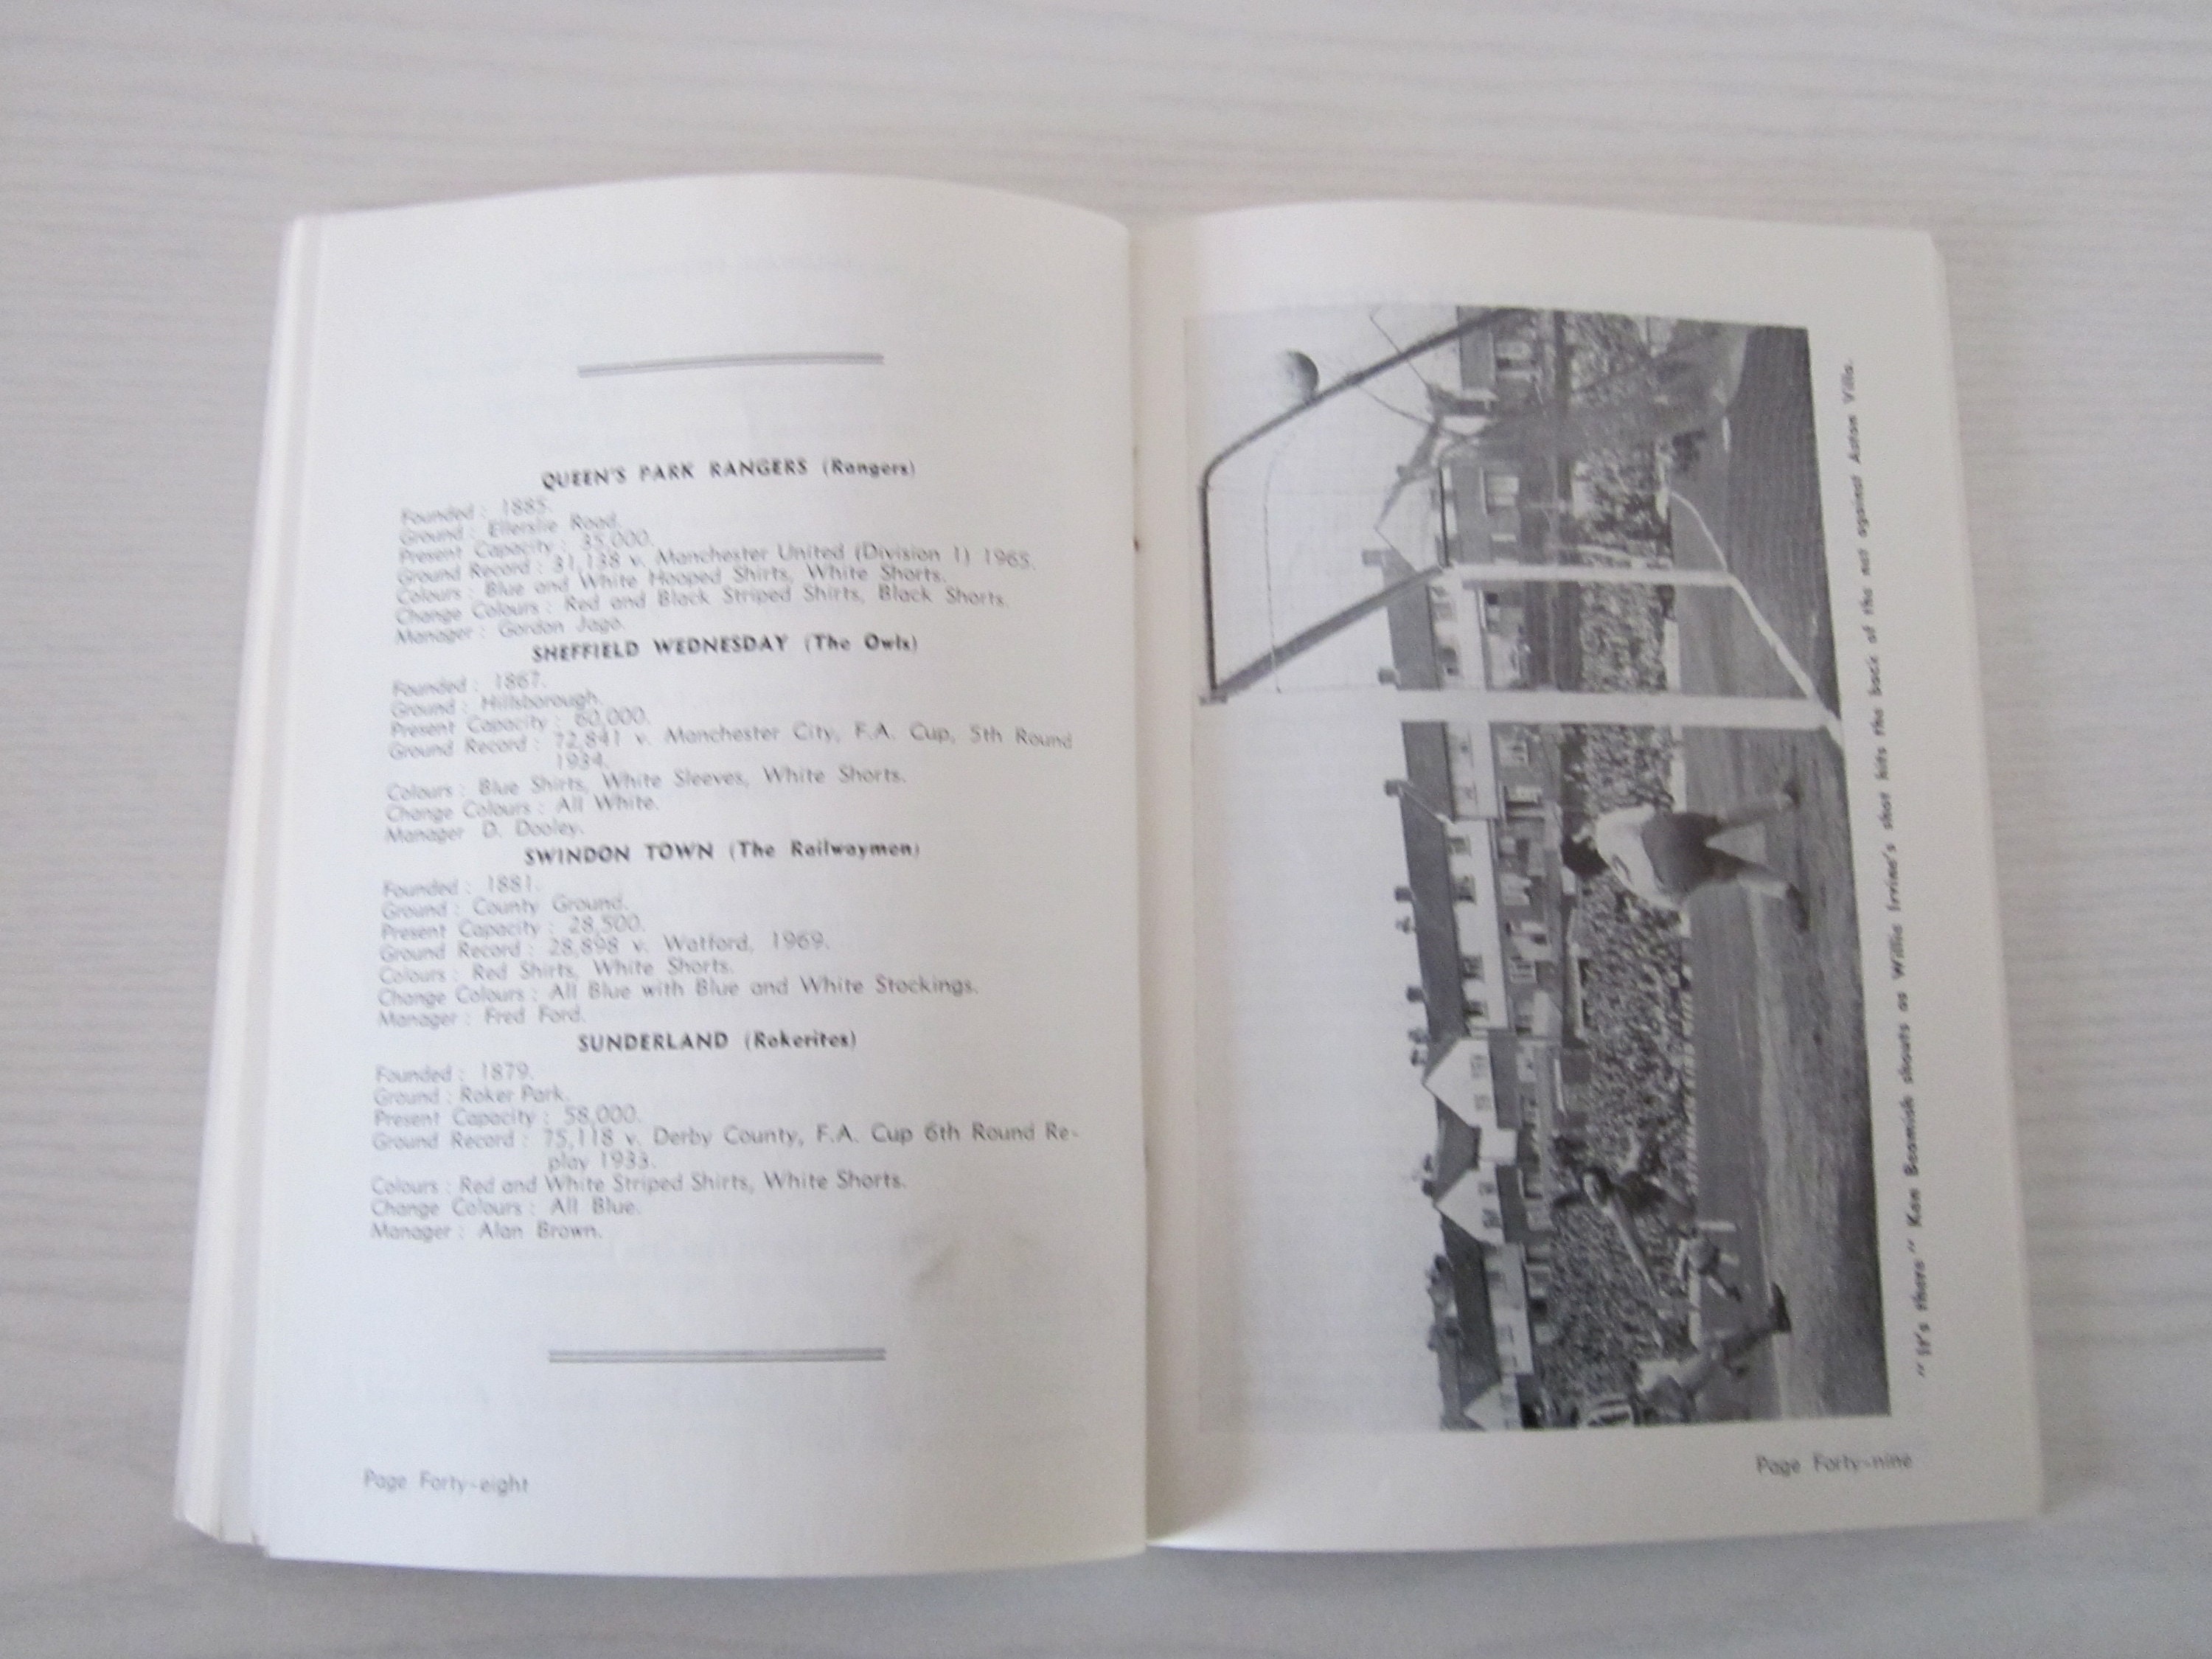 QUEEN'S PARK RANGERS (Rangers)
Founded : 1885.
Ground : Ellerslie Road.
Present Capacity : 35,000.
Ground Record : 31,138 v. Manchester United (Division 1) 1965.
Colours : Blue and White Hooped Shirts, White Shorts.
Change Colours : Red and Black Striped Shirts, Black Shorts.
Manager : Gordon Jago.
SHEFFIELD WEDNESDAY (The Owls)
Founded : 1867.
Ground : Hillsborough.
Present Capacity : 60,000.
Ground Record : 72,841 v. Manchester City, F.A. Cup, 5th Round
1934.
Colours : Blue Shirts, White Sleeves, White Shorts.
Change Colours : All White.
Manager D. Dooley.
SWINDON TOWN (The Railwaymen)
Founded : 1881.
Ground : County Ground.
Present Capacity : 28,500.
Ground Record : 28,898 v. Watford, 1969.
Colours : Red Shirts, White Shorts.
Change Colours : All Blue with Blue and White Stockings.
Manager : Fred Ford.
SUNDERLAND (Rokerites)
Founded : 1879.
Ground : Roker Park.
Present Capacity : 58,000.
Ground Record : 75,118 v. Derby County, F.A. Cup 6th Round Re-
play 1933.
Colours : Red and White Striped Shirts, White Shorts.
Change Colours : All Blue.
Manager : Alan Brown.
Page Forty-eight
"It's there" Ken Beamish shouts as Willie Irvine's shot hits the back of the net against Aston Villa.
Page Forty-nine